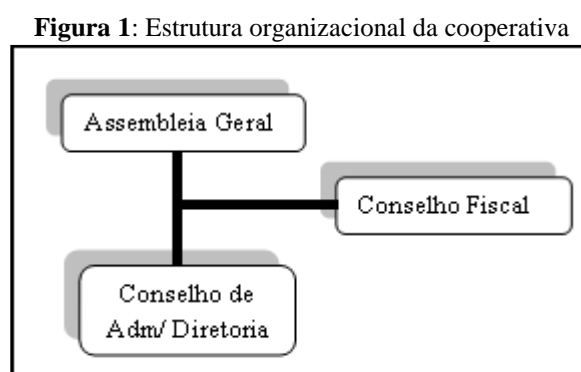 Figura 1: Estrutura organizacional da cooperativa
Assembleia Geral
Conselho Fiscal
Conselho de
Adm/ Diretoria